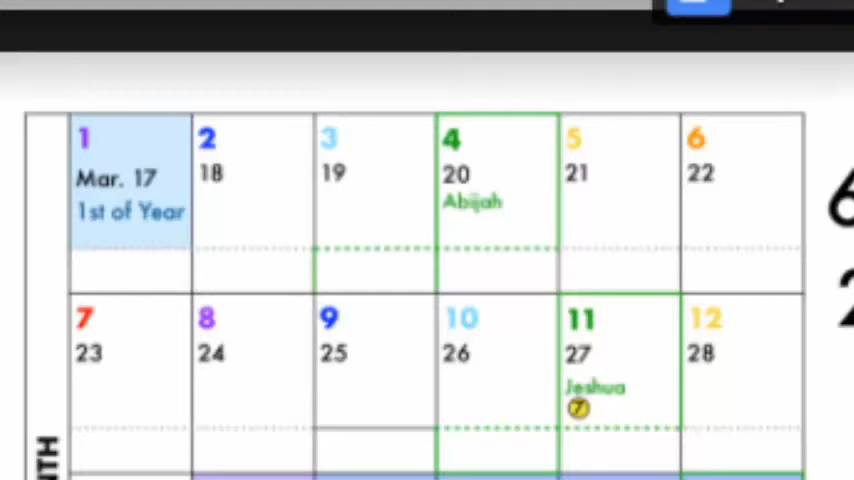 1 2 3 4 5 6
Mar. 17 18 19 20 21 22
1st of Year Abijah
7 8 9 10 11 12
23 24 25 26 27 28
Jeshua
7